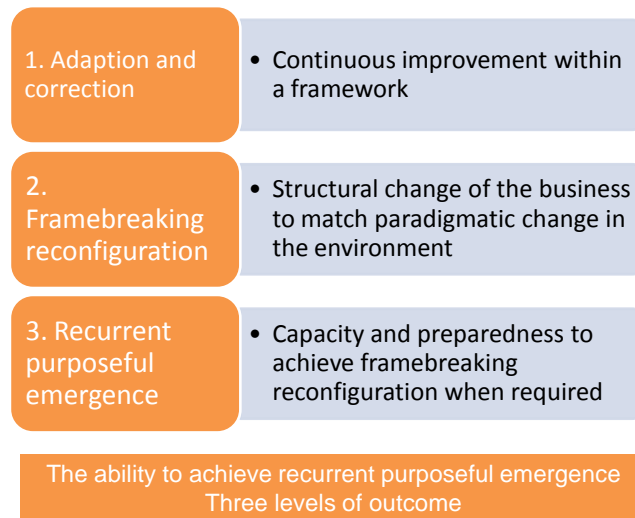 1. Adaption and
correction
• Continuous improvement within
a framework
2.
Framebreaking
reconfiguration
• Structural change of the business
to match paradigmatic change in
the environment
3. Recurrent
purposeful
emergence
• Capacity and preparedness to
achieve framebreaking
reconfiguration when required
The ability to achieve recurrent purposeful emergence
Three levels of outcome